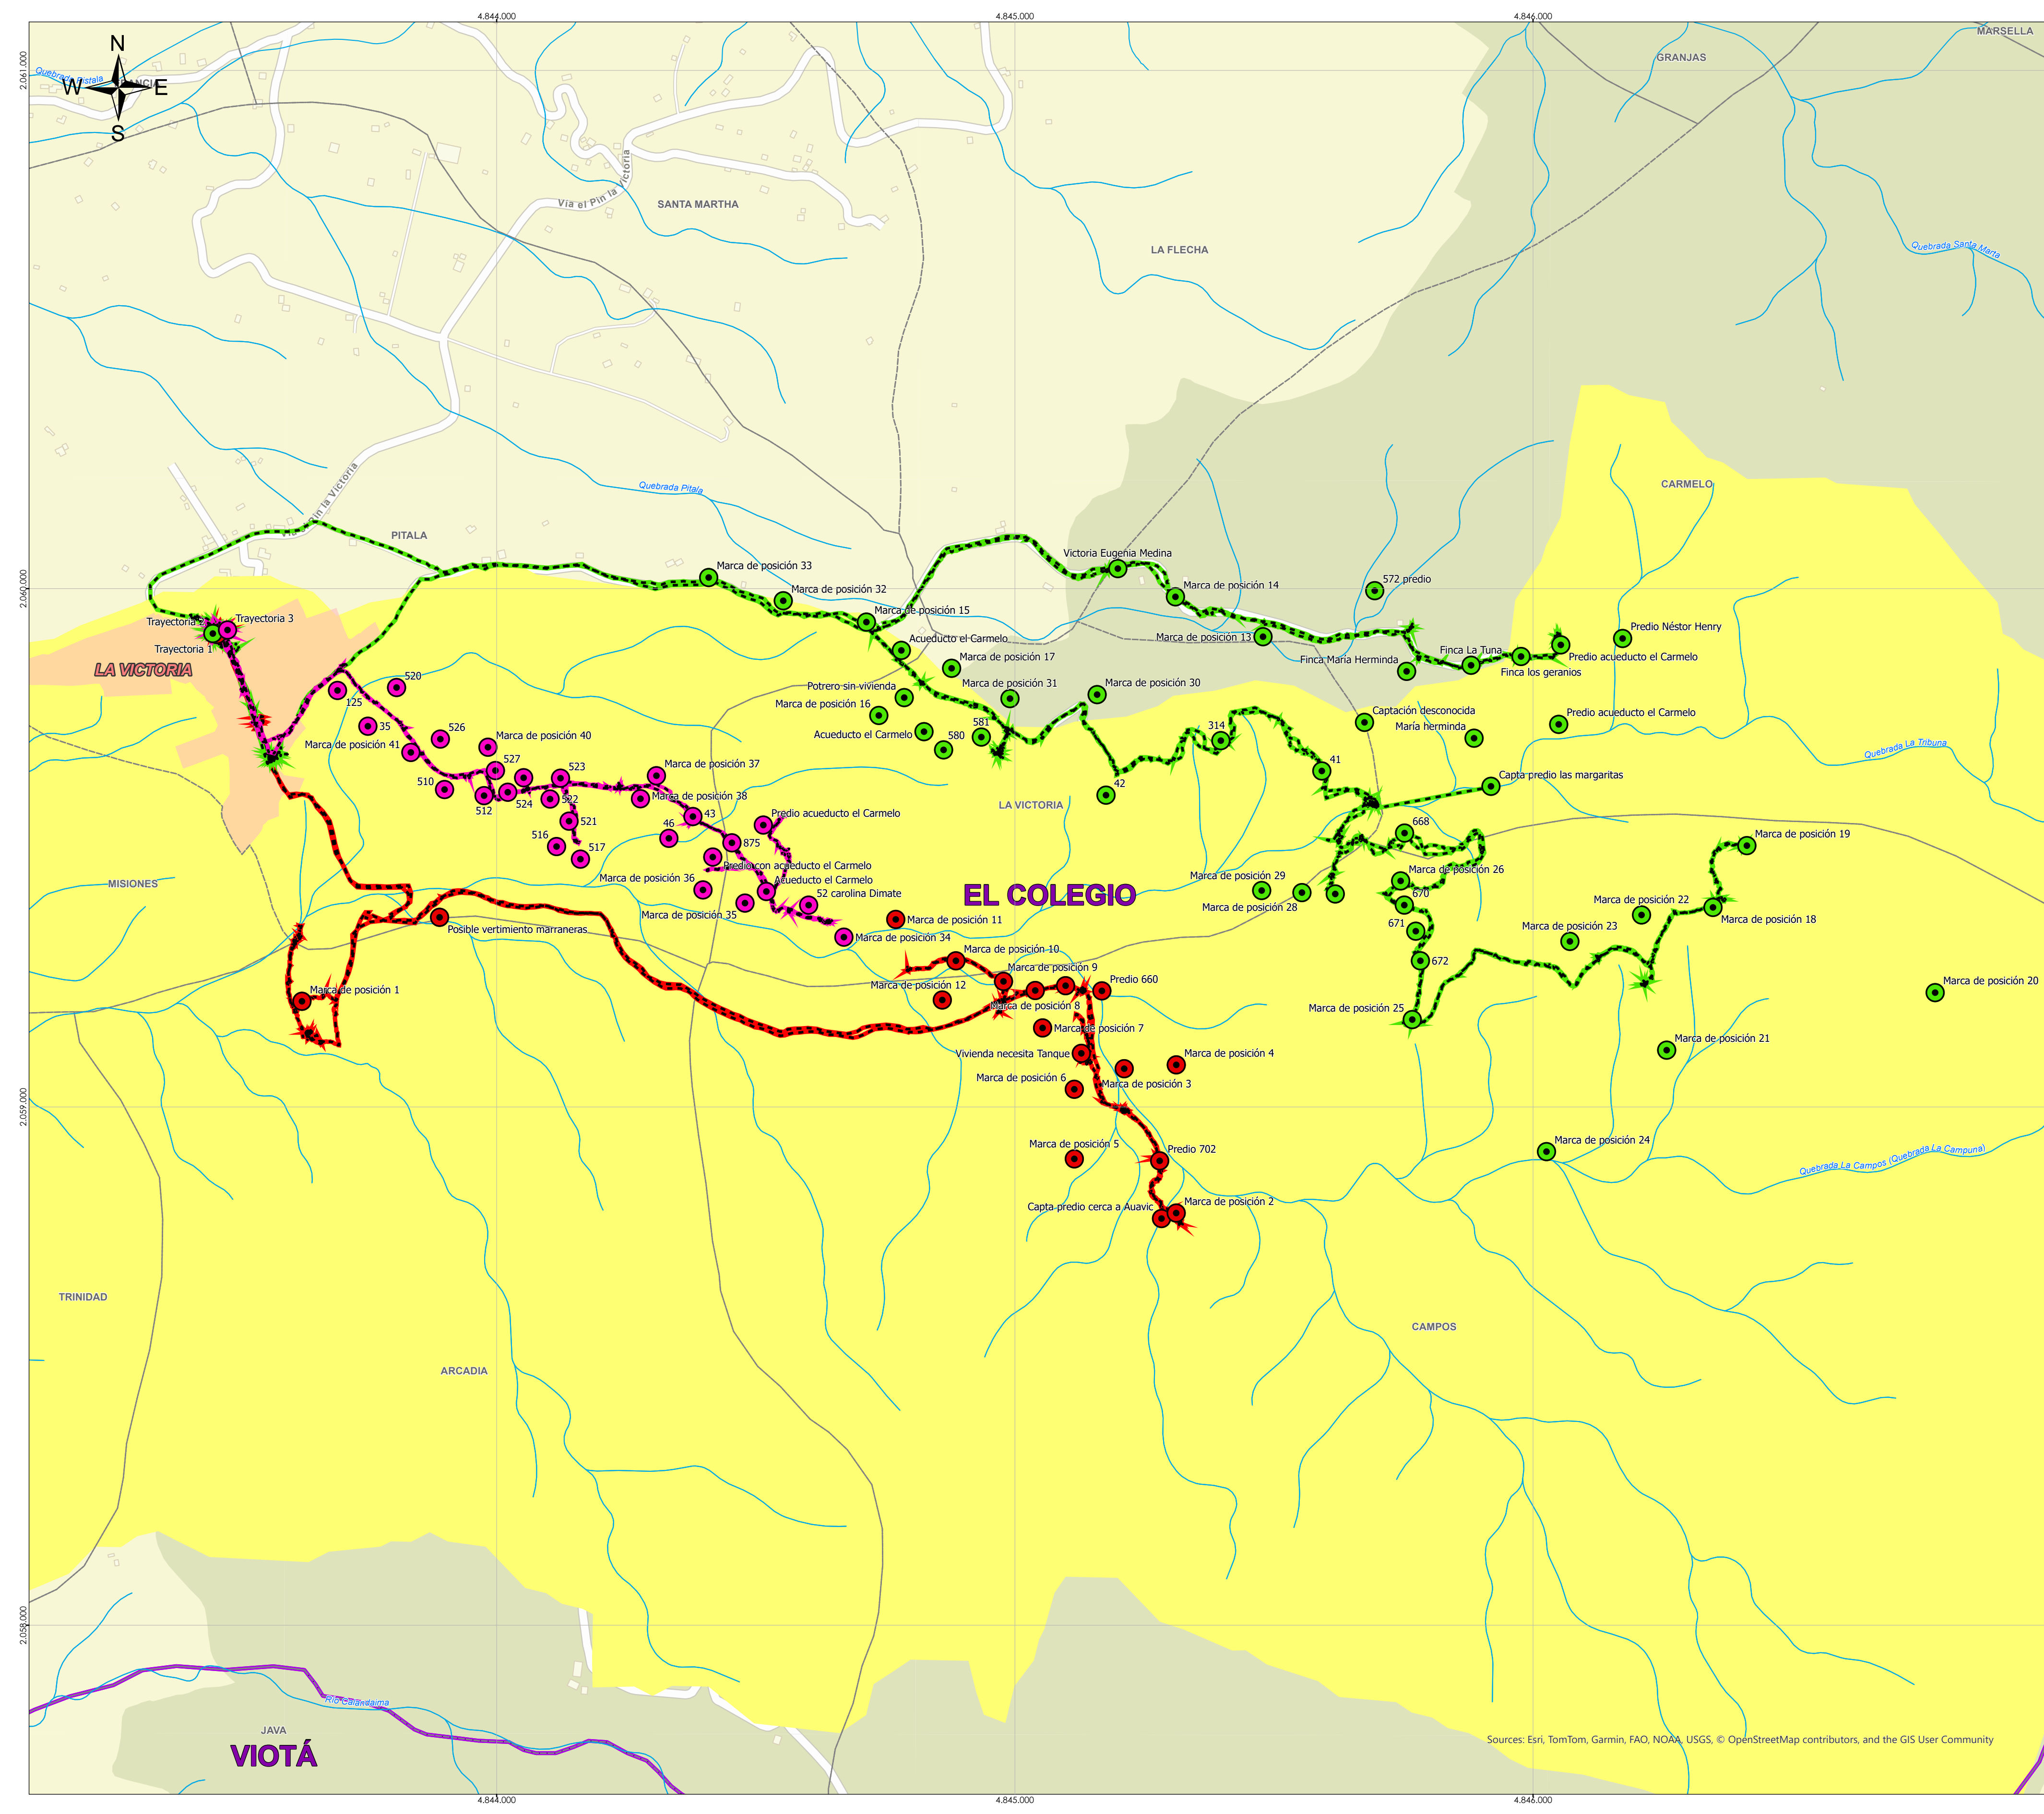 4.844.000
4.845.000
4.846.000
MARSELLA
N
2.061.000
GRANJAS
Quebrada Pistala
W
E
S
Via el Pin la Victoria
SANTA MARTHA
LA FLECHA
Quebrada Santa Marta
Quebrada Pitala
CARMELO
Pin la Victoria
PITALA
Victoria Eugenia Medina
Marca de posición 33
572 predio
2.060.000
Marca de posición 32
Marca de posición 14
Marca de posición 15
Trayectoria 2
Trayectoria 3
Predio Néstor Henry
Acueducto el Carmelo
Marca de posición 13
Trayectoria 1
Marca de posición 17
Finca María Herminda
Finca La Tuna
Predio acueducto el Carmelo
LA VICTORIA
Finca los geranios
520
Potrero sin vivienda
Marca de posición 31
Marca de posición 30
125
Marca de posición 16
Captación desconocida
Predio acueducto el Carmelo
35
526
581
314
María herminda
Marca de posición 41
Marca de posición 40
Acueducto el Carmelo
580
Quebrada La Tribuna
527
523
Marca de posición 37
41
510
Capta predio las margaritas
512
524
522
Marca de posición 38
42
LA VICTORIA
521
46
43
Predio acueducto el Carmelo
668
516
875
Marca de posición 19
517
Predio con acueducto el Carmelo
Marca de posición 26
MISIONES
Marca de posición 36
Acueducto el Carmelo
EL COLEGIO
Marca de posición 29
670
52 carolina Dimate
Marca de posición 28
Marca de posición 22
Marca de posición 35
Marca de posición 11
671
Marca de posición 18
Posible vertimiento marraneras
Marca de posición 34
Marca de posición 23
Marca de posición 10
672
Marca de posición 9
Marca de posición 12
Predio 660
Marca de posición 20
Marca de posición 1
Marca de posición 8
Marca de posición 25
Marca de posición 7
Marca de posición 21
Vivienda necesita Tanque
Marca de posición 4
Marca de posición 6
Marca de posición 3
2.059.000
Marca de posición 5
Predio 702
Marca de posición 24
Quebrada La Campos (Quebrada La Campuna)
Capta predio cerca a Auavic
Marca de posición 2
TRINIDAD
CAMPOS
ARCADIA
2.058.000
Río Calandaima
JAVA
VIOTÁ
Sources: Esri, TomTom, Garmin, FAO, NOAA, USGS, © OpenStreetMap contributors, and the GIS User Community
4.844.000
4.845.000
4.846.000